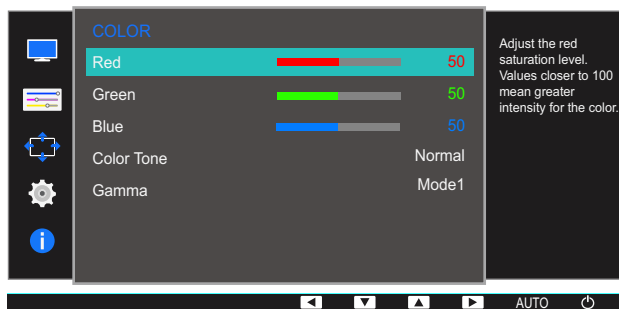 COLOR
Red 50
Green 50
Blue 50
Color Tone Normal
Gamma Mode1
Adjust the red
saturation level.
Values closer to 100
mean greater
intensity for the color.
AUTO